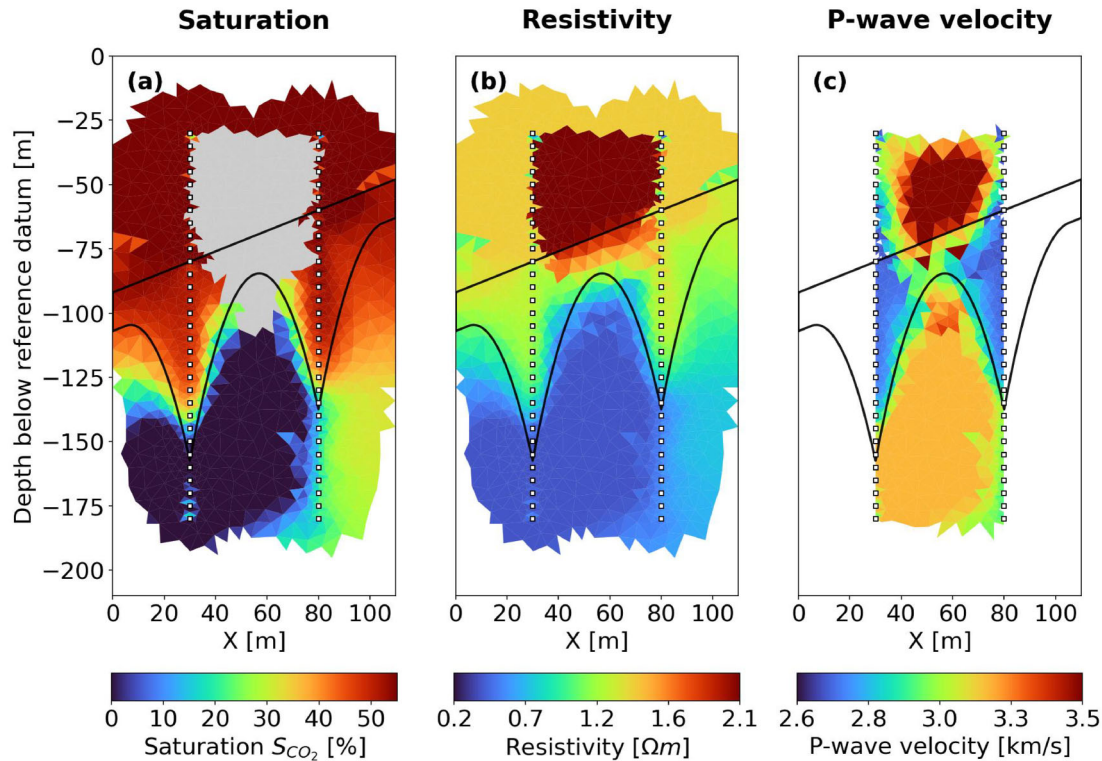 Saturation
Resistivity
P-wave velocity
(a)
(b)
(c)
Depth below reference datum [m]
0
−25
−50
−75
−100
−125
−150
−175
−200
0 20 40 60 80 100
0 20 40 60 80 100
0 20 40 60 80 100
X [m]
X [m]
X [m]
0 10 20 30 40 50
0.2 0.7 1.2 1.6 2.1
2.6 2.8 3.0 3.3 3.5
Saturation S_{CO_2} [%]
Resistivity [Ωm]
P-wave velocity [km/s]